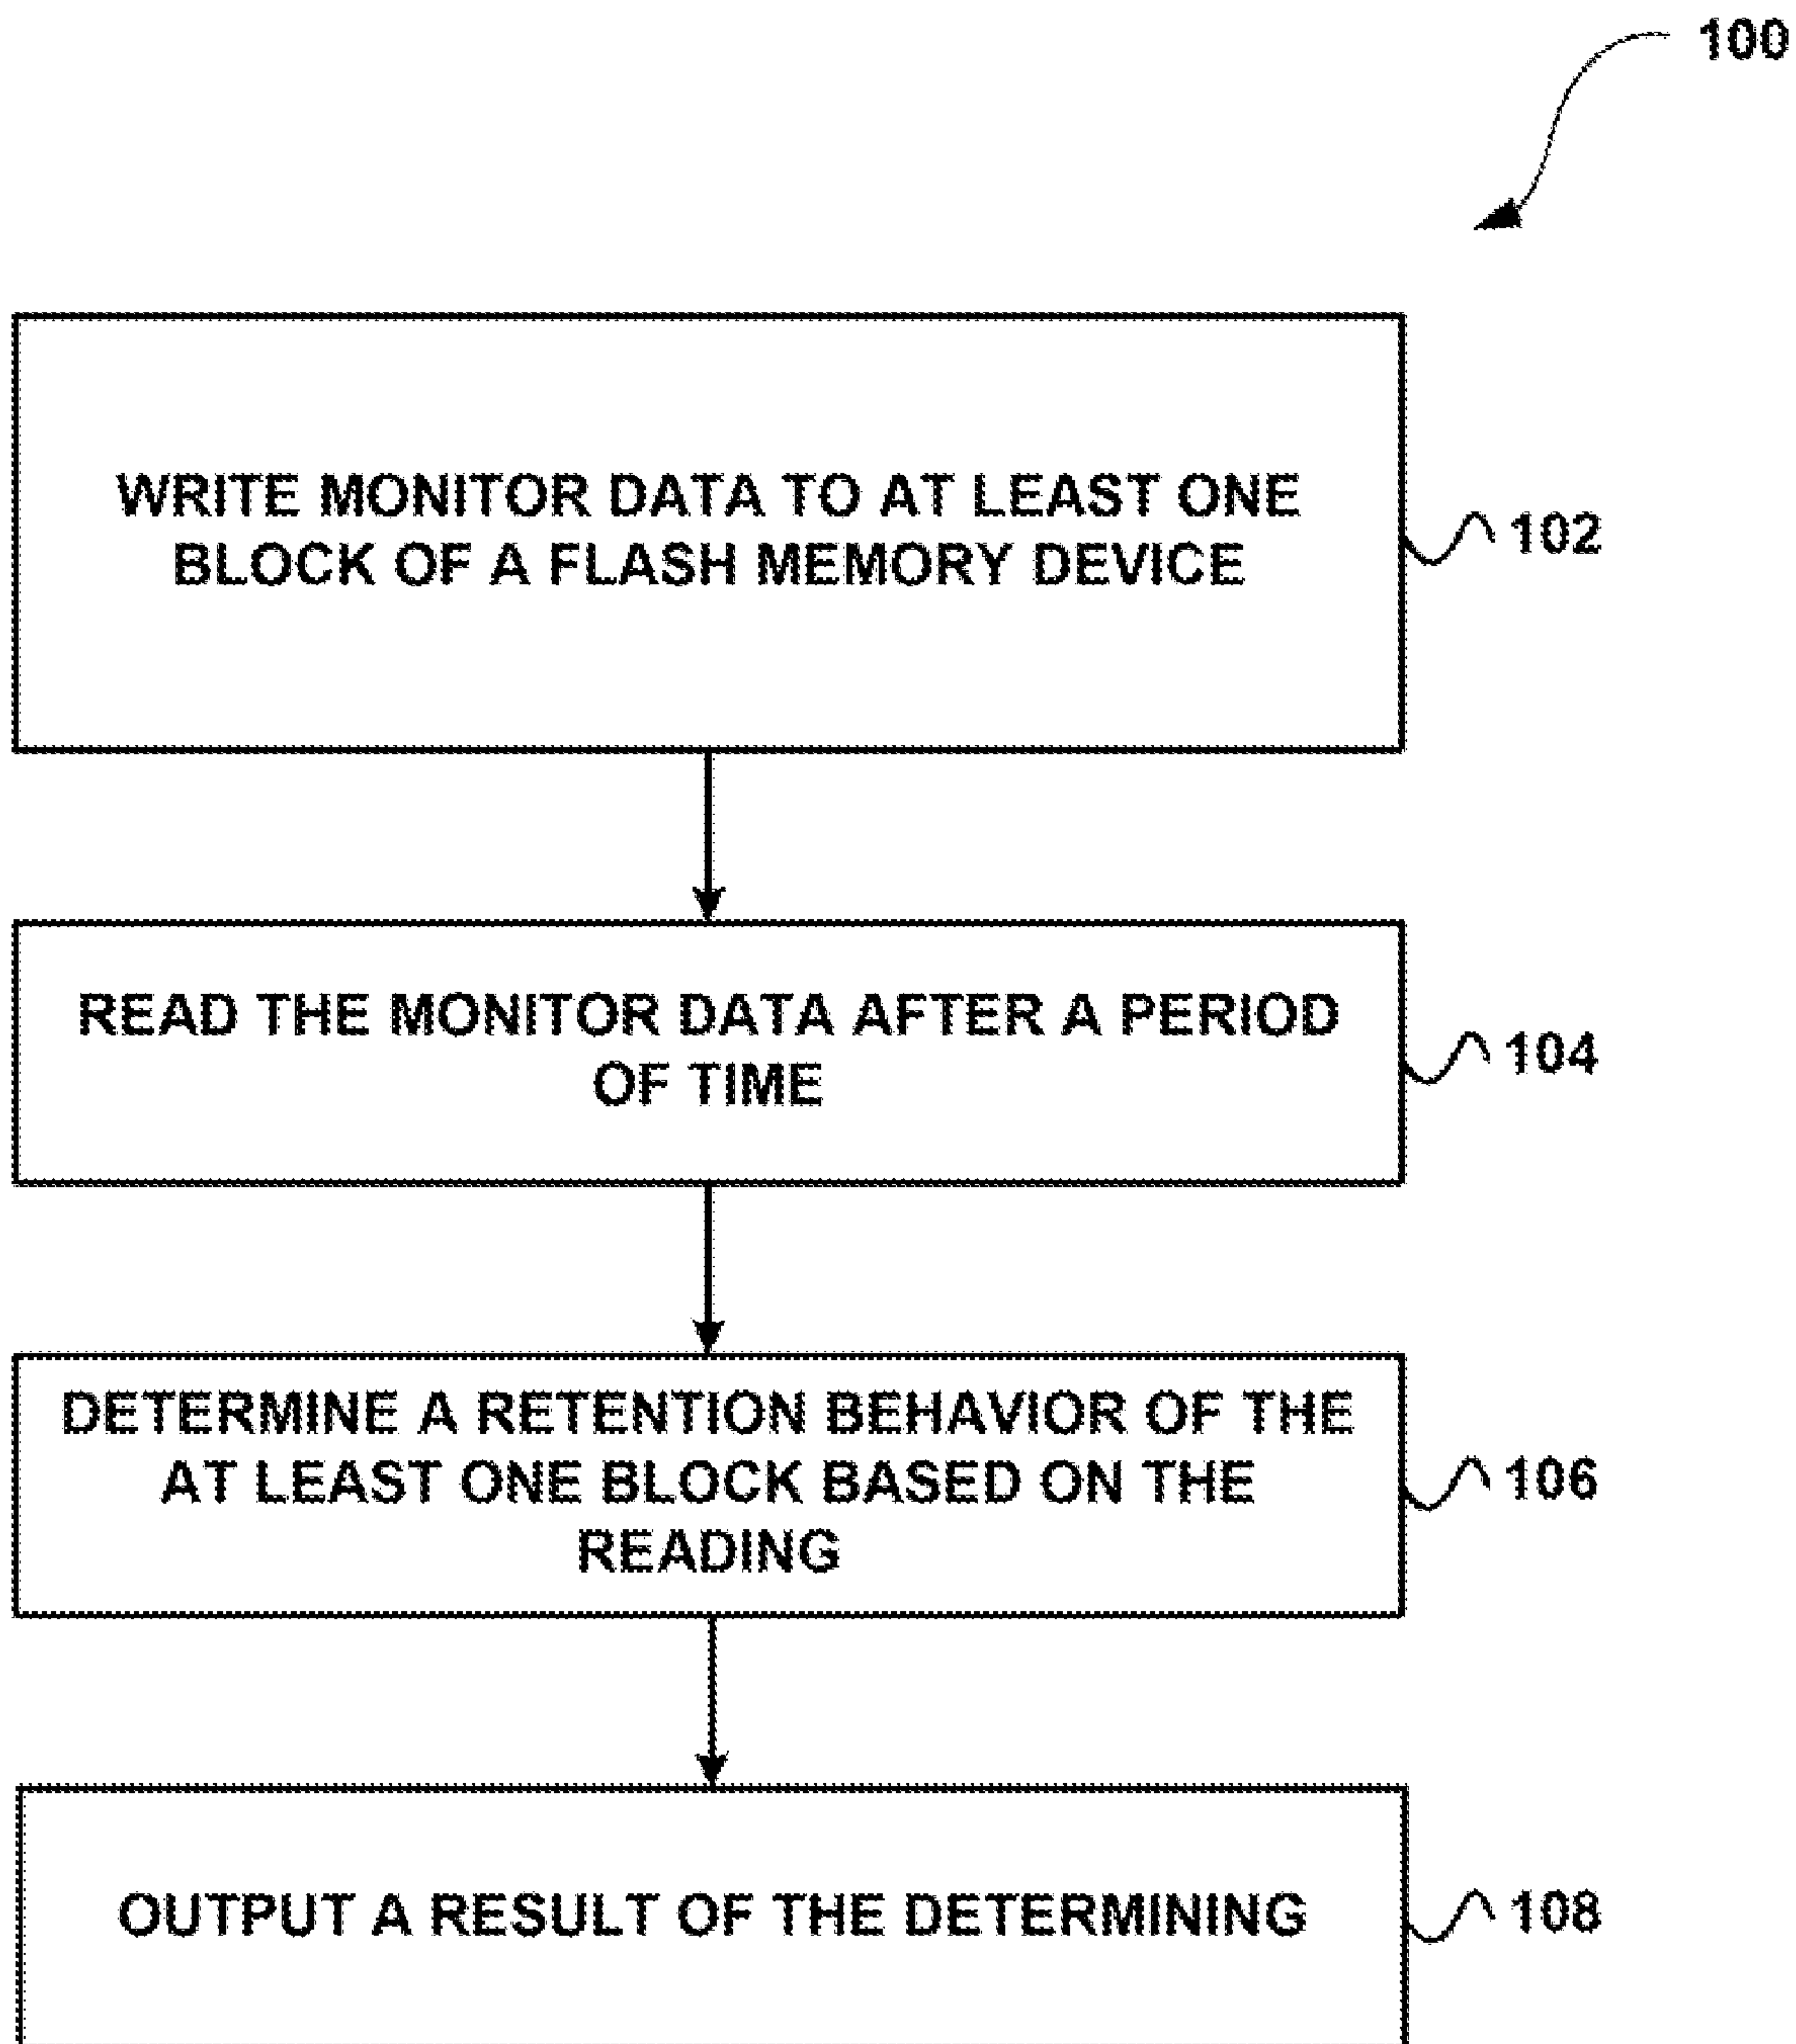 100
WRITE MONITOR DATA TO AT LEAST ONE
BLOCK OF A FLASH MEMORY DEVICE
102
READ THE MONITOR DATA AFTER A PERIOD
OF TIME
104
DETERMINE A RETENTION BEHAVIOR OF THE
AT LEAST ONE BLOCK BASED ON THE
READING
106
OUTPUT A RESULT OF THE DETERMINING
108